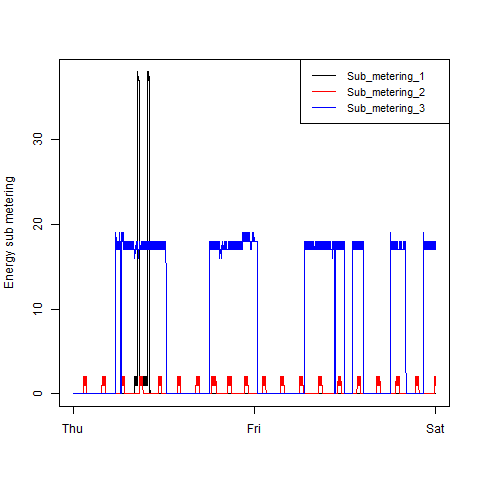 Sub_metering_1
Sub_metering_2
Sub_metering_3
Energy sub metering
30
20
10
0
Thu Fri Sat